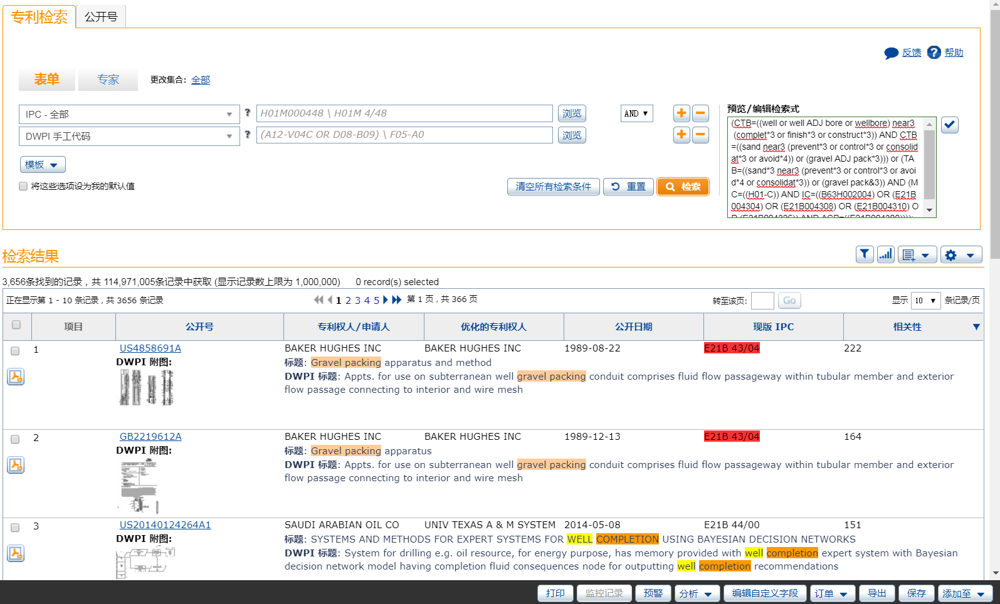 专利检索 公开号
反馈 帮助
表单 专家 更改集合: 全部
IPC - 全部 ? H01M000448 \ H01M 4/48 浏览 AND
DWPI 手工代码 ? (A12-V04C OR D08-B09) \ F05-A0 浏览
模板
将这些选项设为我的默认值
清空所有检索条件 重置 检索
预览/编辑检索式
(CTB=((well or well ADJ bore or wellbore) near3
(complet*3 or finish*3 or construct*3)) AND CTB
=((sand near3 (prevent*3 or control*3 or consolid
at*3 or avoid*4)) or (gravel ADJ pack*3))) or (TA
B=((sand*3 near3 (prevent*3 or control*3 or avoi
d*4 or consolidat*3)) or (gravel pack&3)) AND (M
C=((H01-C)) AND IC=((B63H002004) OR (E21B
004304) OR (E21B004308) OR (E21B004310) O
检索结果
3,656条找到的记录，共 114,971,005条记录中获取 (显示记录数上限为 1,000,000) 0 record(s) selected
正在显示第 1 - 10 条记录，共 3656 条记录 1 2 3 4 5 第 1 页，共 366 页 转至该页: Go 显示 10 条记录/页
项目 公开号 专利权人/申请人 优化的专利权人 公开日期 现版 IPC 相关性
1 US4858691A BAKER HUGHES INC BAKER HUGHES INC 1989-08-22 E21B 43/04 222
DWPI 附图: 标题: Gravel packing apparatus and method
DWPI 标题: Appts. for use on subterranean well gravel packing conduit comprises fluid flow passageway within tubular member and exterior
flow passage connecting to interior and wire mesh
2 GB2219612A BAKER HUGHES INC BAKER HUGHES INC 1989-12-13 E21B 43/04 164
DWPI 附图: 标题: Gravel packing apparatus
DWPI 标题: Appts. for use on subterranean well gravel packing conduit comprises fluid flow passageway within tubular member and exterior
flow passage connecting to interior and wire mesh
3 US20140124264A1 SAUDI ARABIAN OIL CO UNIV TEXAS A & M SYSTEM 2014-05-08 E21B 44/00 151
DWPI 附图: 标题: SYSTEMS AND METHODS FOR EXPERT SYSTEMS FOR WELL COMPLETION USING BAYESIAN DECISION NETWORKS
DWPI 标题: System for drilling e.g. oil resource, for energy purpose, has memory provided with well completion expert system with Bayesian
decision network model having completion fluid consequences node for outputting well completion recommendations
打印 监控记录 预警 分析 编辑自定义字段 订单 导出 保存 添加至